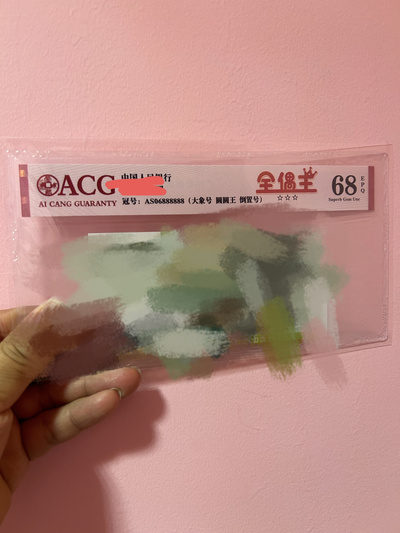 ACG
AI CANG GUARANTY
中国人民银行
冠号：AS06888888（大象号 圆圆王 倒置号）
全偶王
☆☆☆
68
EPQ
Superb Gem Unc